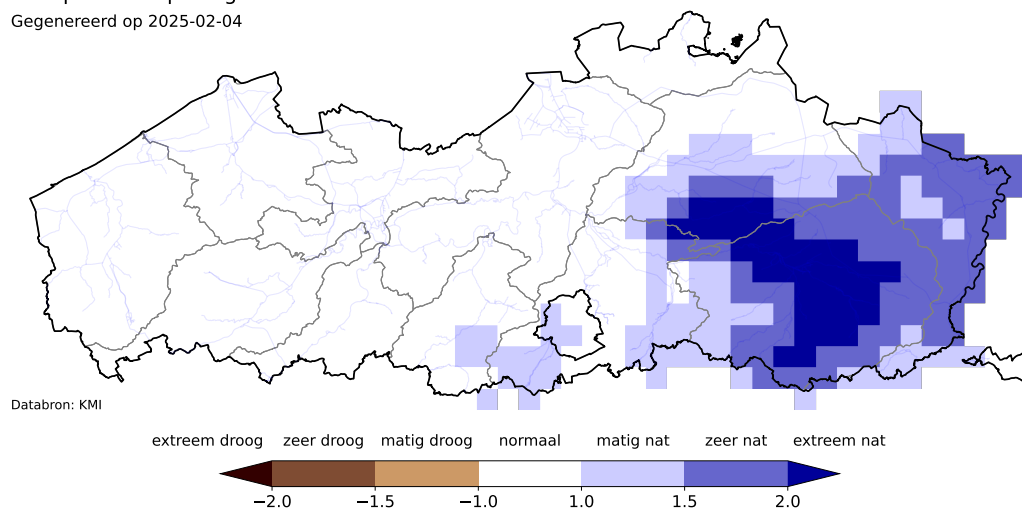 Gegenereerd op 2025-02-04
Databron: KMI
extreem droog zeer droog matig droog normaal matig nat zeer nat extreem nat
−2.0 −1.5 −1.0 1.0 1.5 2.0